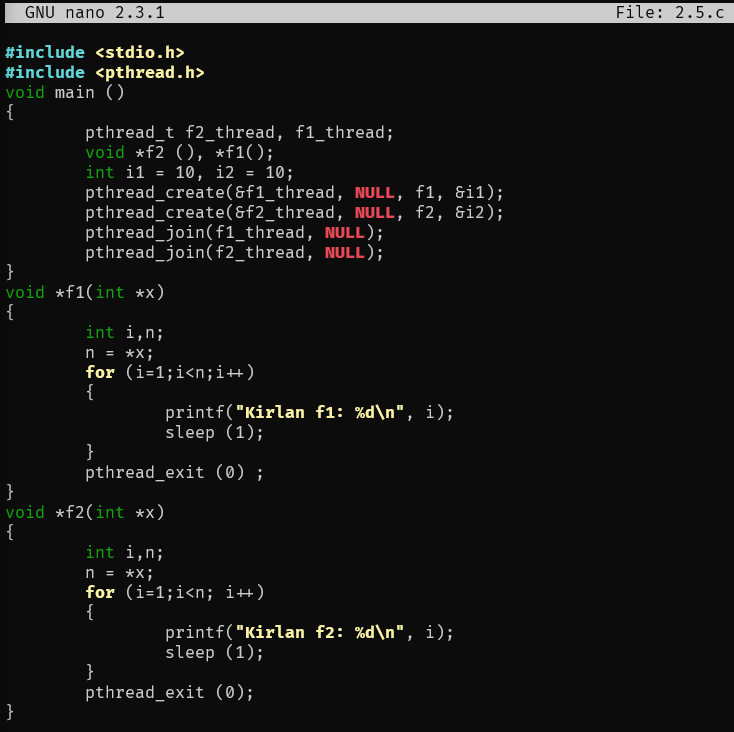 GNU nano 2.3.1 File: 2.5.c
#include <stdio.h>
#include <pthread.h>
void main ()
{
        pthread_t f2_thread, f1_thread;
        void *f2 (), *f1();
        int i1 = 10, i2 = 10;
        pthread_create(&f1_thread, NULL, f1, &i1);
        pthread_create(&f2_thread, NULL, f2, &i2);
        pthread_join(f1_thread, NULL);
        pthread_join(f2_thread, NULL);
}
void *f1(int *x)
{
        int i,n;
        n = *x;
        for (i=1;i<n;i++)
        {
                printf("Kirlan f1: %d\n", i);
                sleep (1);
        }
        pthread_exit (0) ;
}
void *f2(int *x)
{
        int i,n;
        n = *x;
        for (i=1;i<n; i++)
        {
                printf("Kirlan f2: %d\n", i);
                sleep (1);
        }
        pthread_exit (0);
}